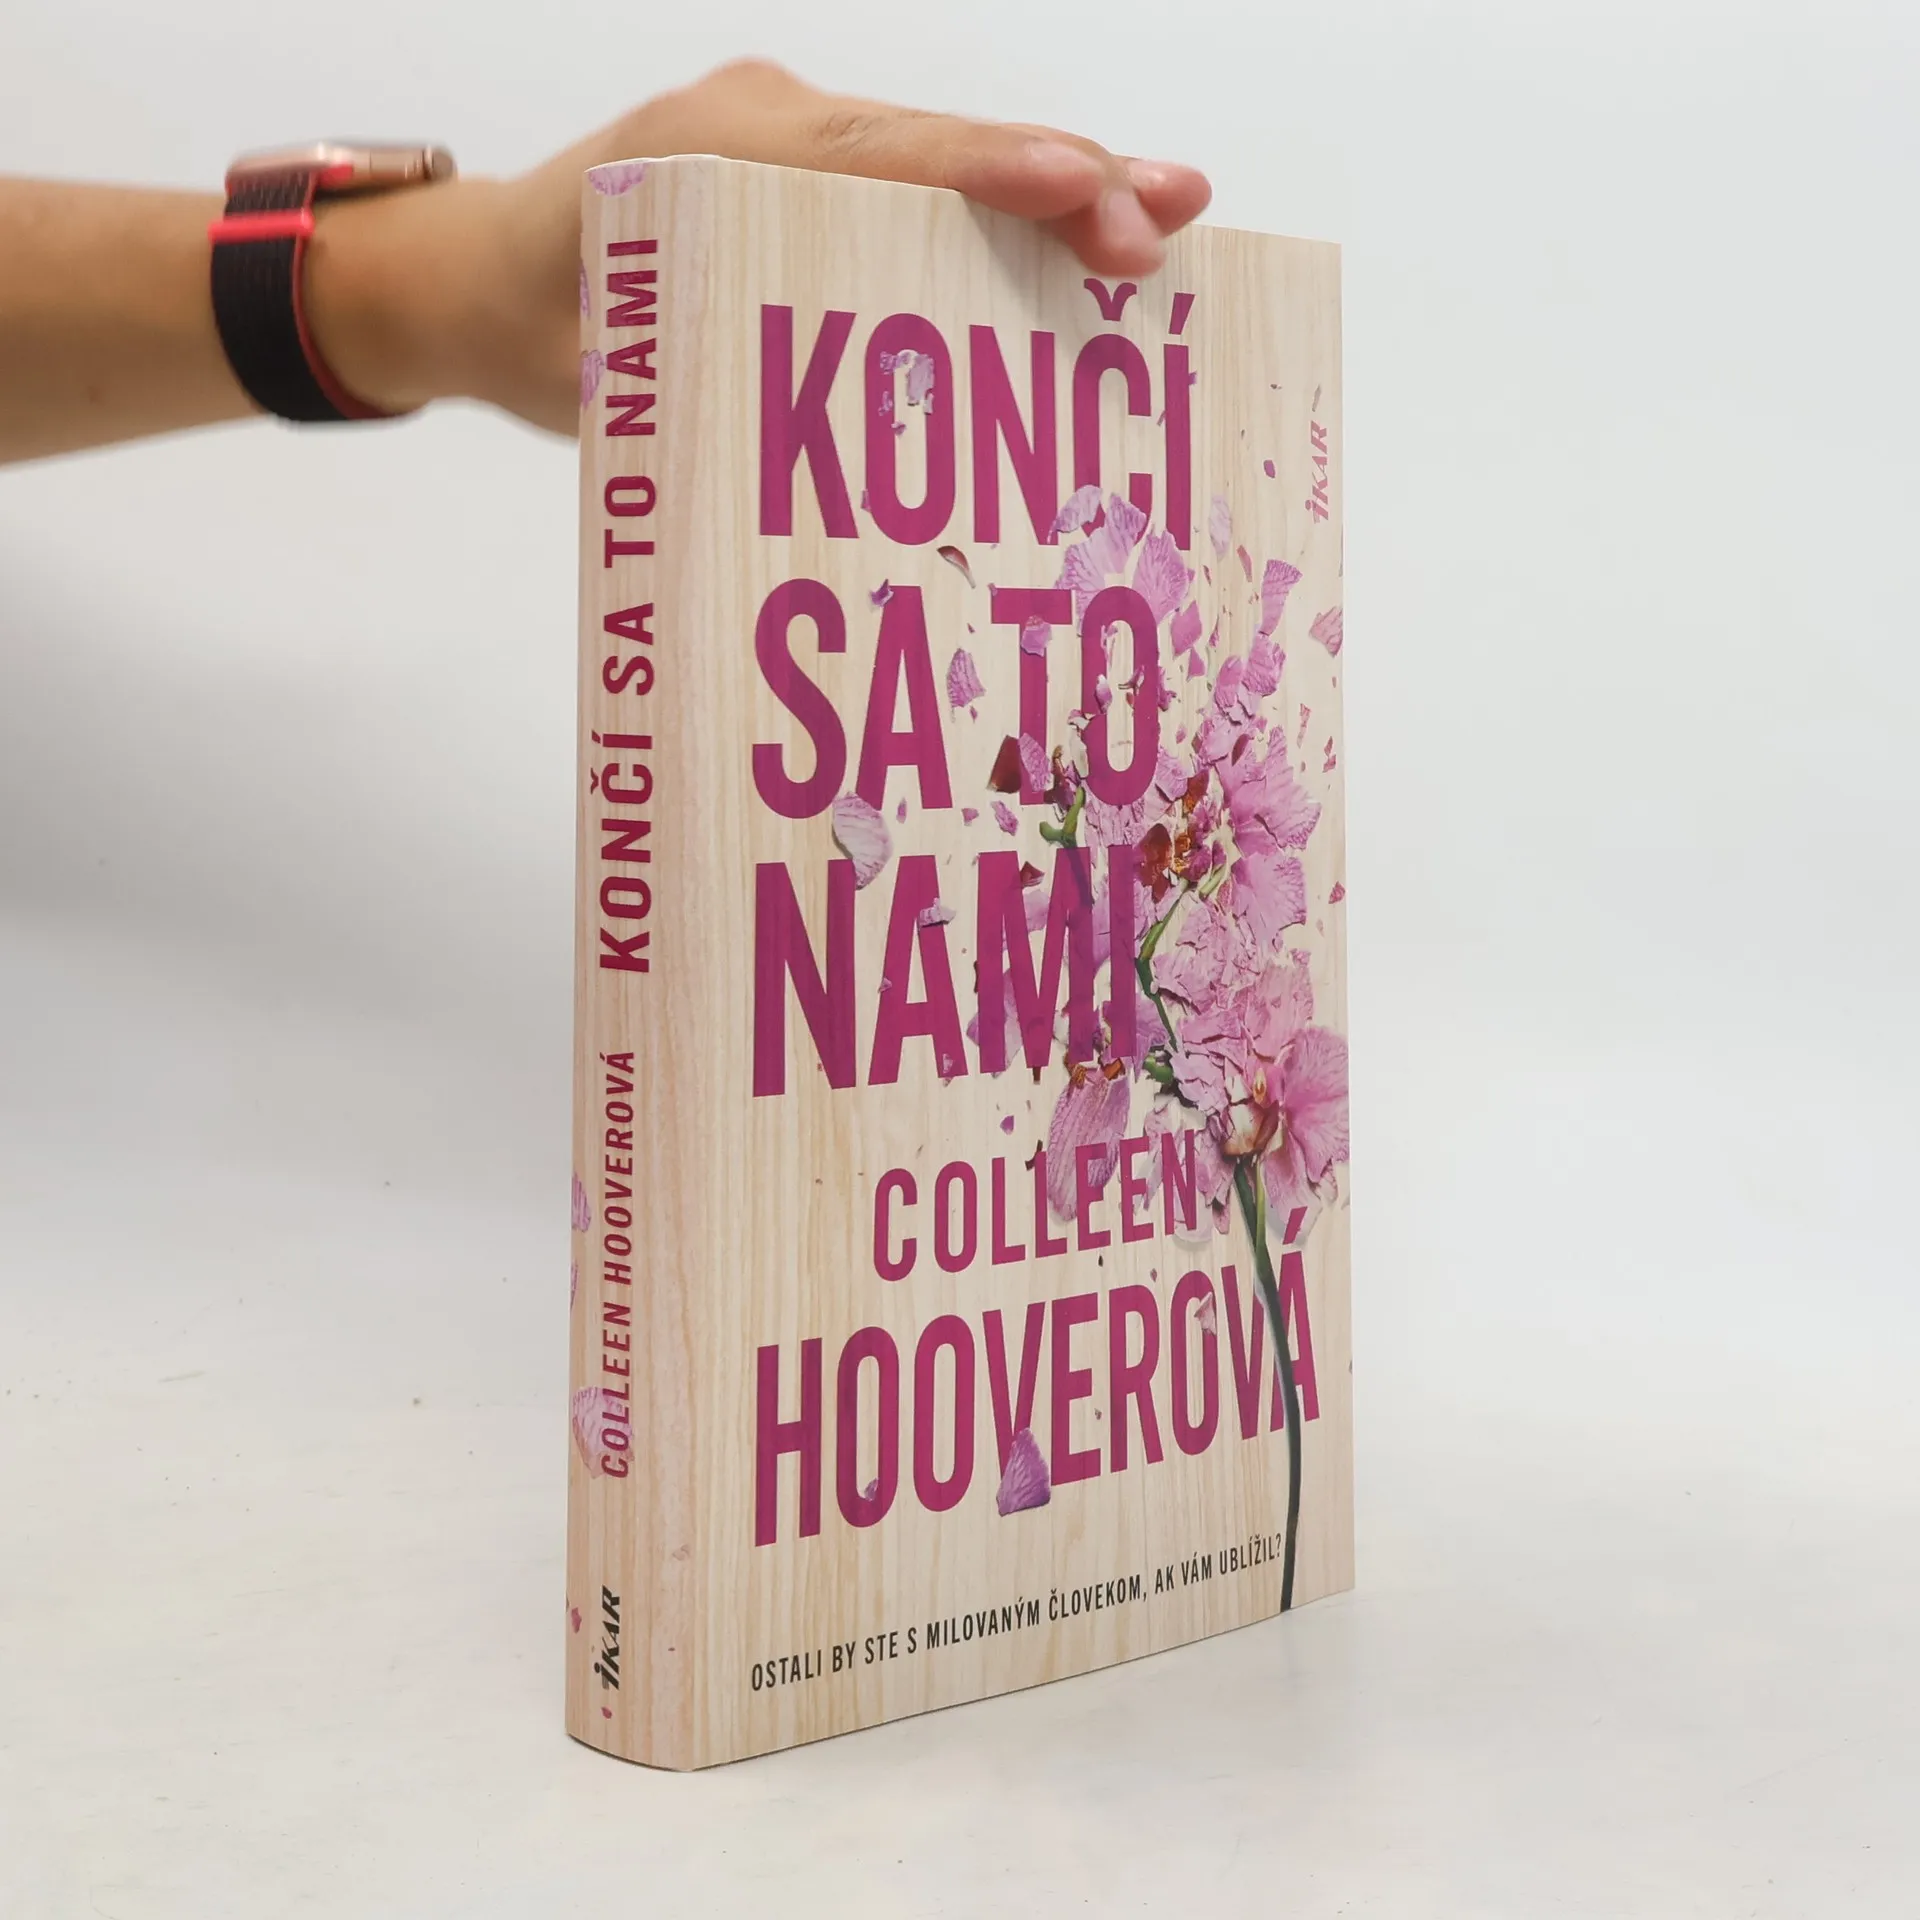 KONČÍ SA TO NAMI
COLLEEN HOOVEROVÁ
IKAR
KONČÍ
SA TO
NAMI
COLLEEN
HOOVEROVÁ
OSTALI BY STE S MILOVANÝM ČLOVEKOM, AK VÁM UBLÍŽIL?
IKAR